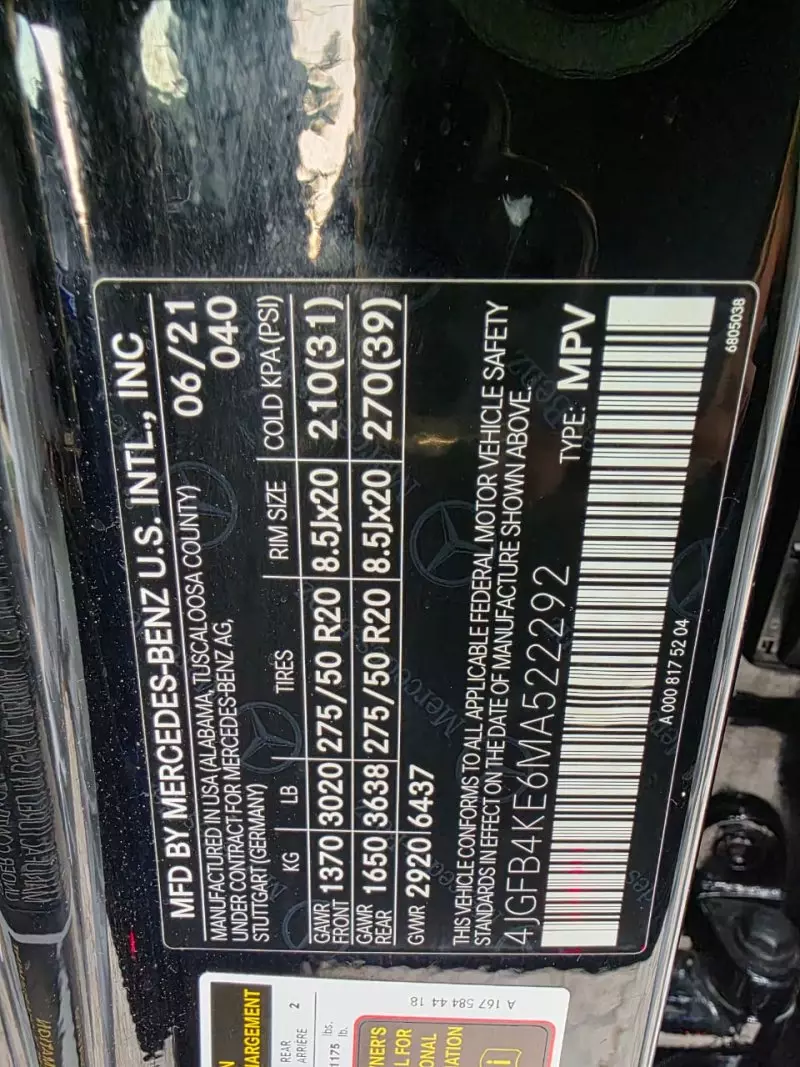 MFD BY MERCEDES-BENZ U.S. INTL., INC
MANUFACTURED IN USA (ALABAMA, TUSCALOOSA COUNTY) 06/21
UNDER CONTRACT FOR MERCEDES-BENZ AG, 040
STUTTGART (GERMANY)
KG LB TIRES RIM SIZE COLD KPA (PSI)
GAWR FRONT 1370 3020 275/50 R20 8.5Jx20 210(31)
GAWR REAR 1650 3638 275/50 R20 8.5Jx20 270(39)
GVWR 2920 6437
THIS VEHICLE CONFORMS TO ALL APPLICABLE FEDERAL MOTOR VEHICLE SAFETY
STANDARDS IN EFFECT ON THE DATE OF MANUFACTURE SHOWN ABOVE.
4JGFB4KE6MA522292 TYPE: MPV
A 000 817 52 04 6805038
A 167 584 44 18
REAR
ARRIÈRE
2
1175 lbs.